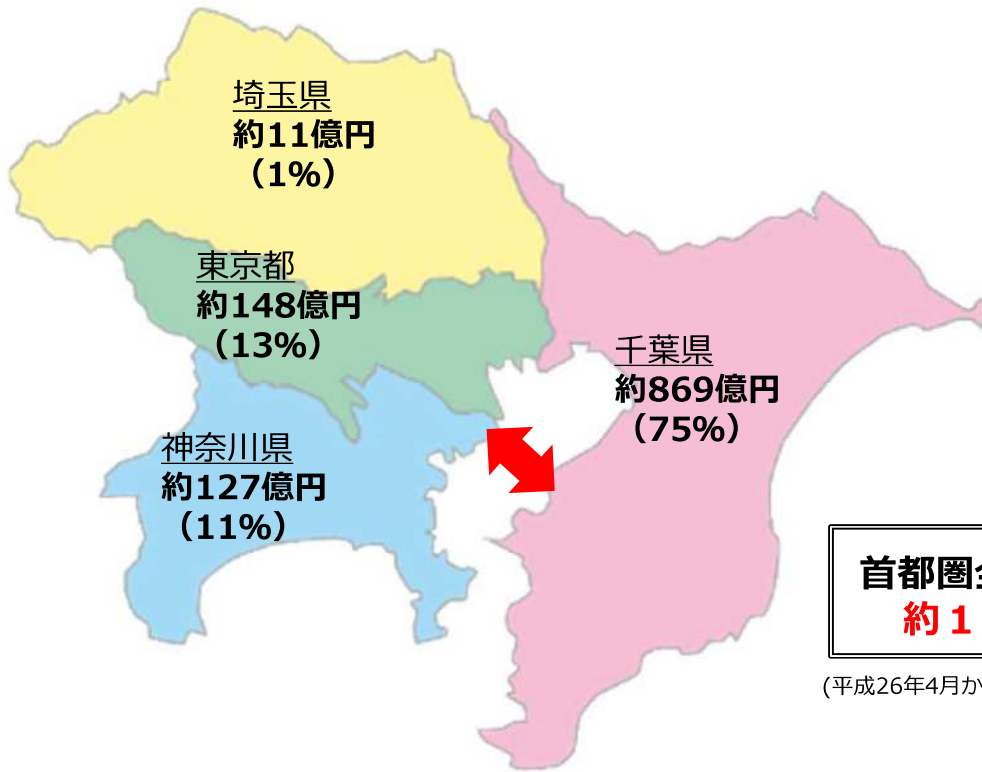 埼玉県
約11億円
（1%）
東京都
約148億円
（13%）
千葉県
約869億円
（75%）
神奈川県
約127億円
（11%）
首都圏
約１
(平成26年4月か